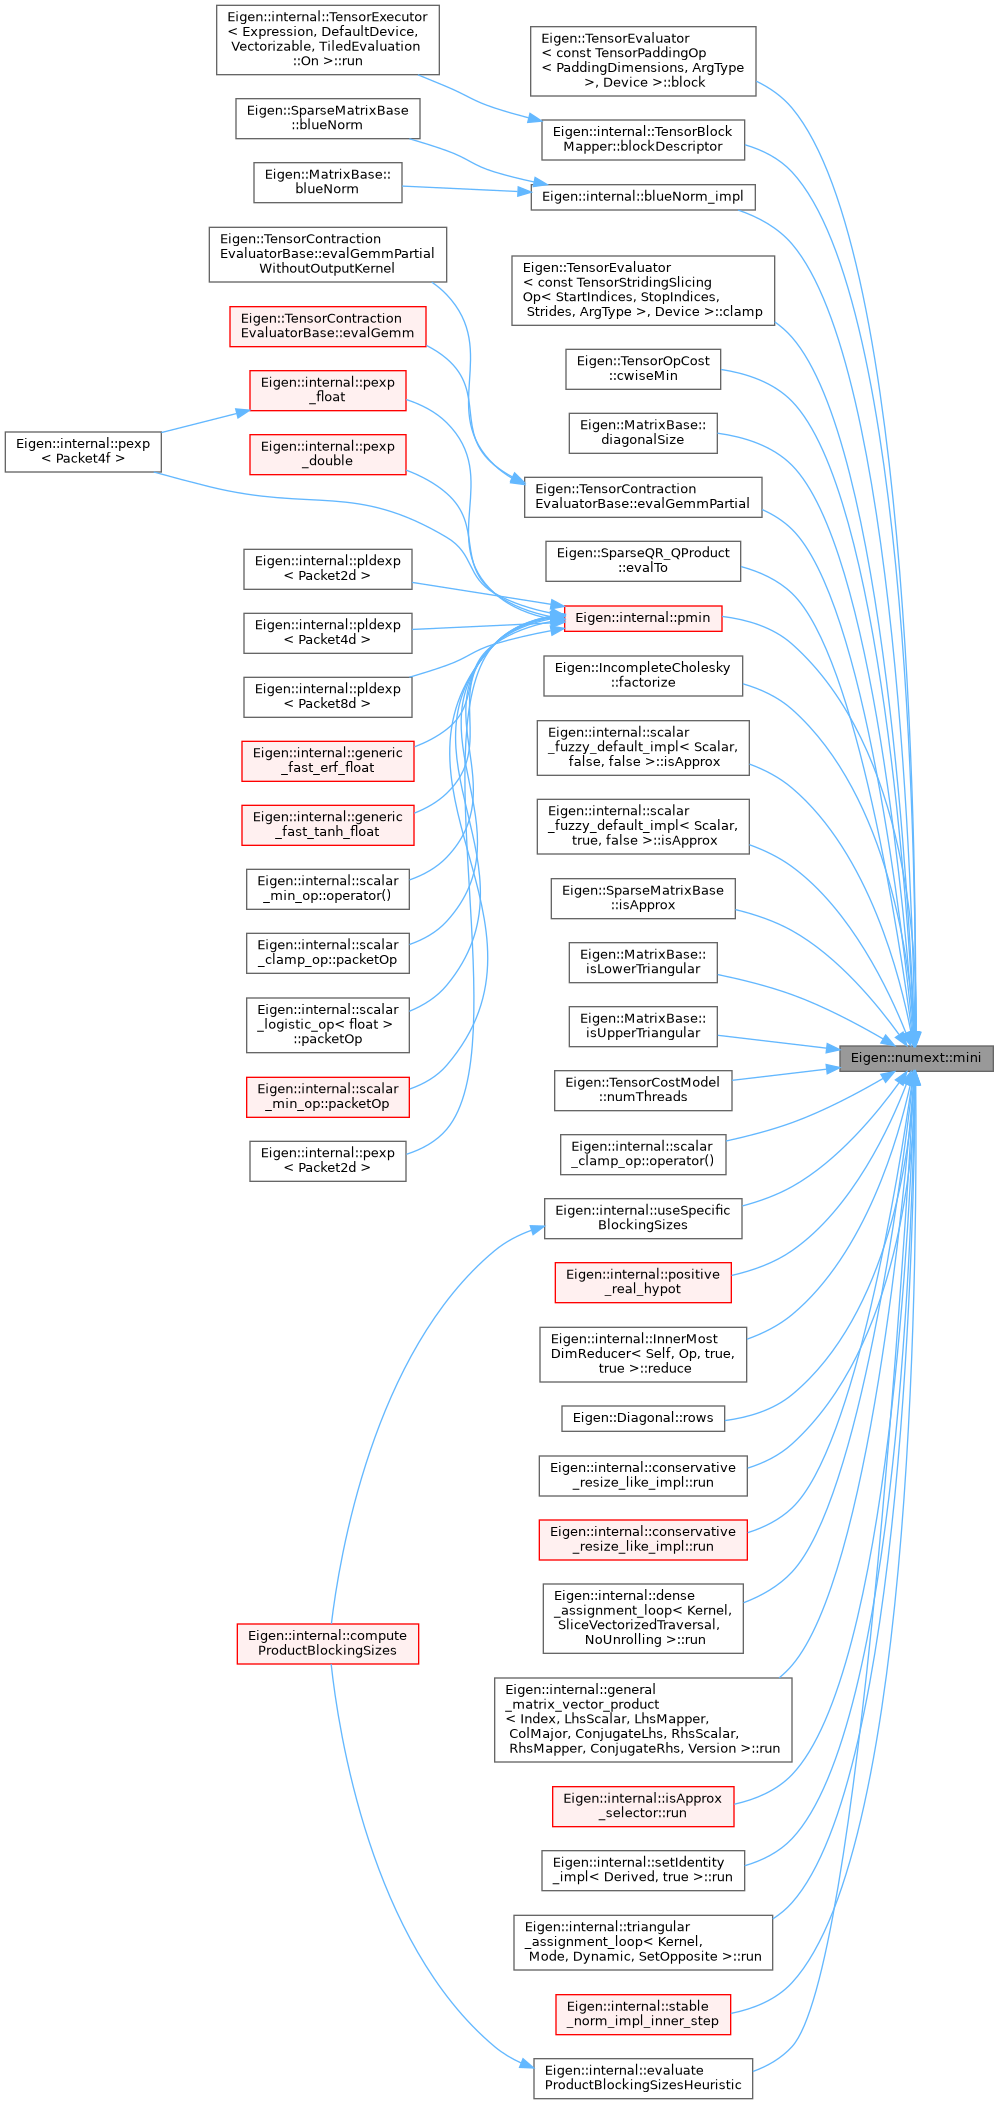 Eigen::internal::TensorExecutor
< Expression, DefaultDevice,
Vectorizable, TiledEvaluation
::On >::run
Eigen::SparseMatrixBase
::blueNorm
Eigen::MatrixBase::
blueNorm
Eigen::TensorContraction
EvaluatorBase::evalGemmPartial
WithoutOutputKernel
Eigen::TensorContraction
EvaluatorBase::evalGemm
Eigen::internal::pexp
_float
Eigen::internal::pexp
< Packet4f >
Eigen::internal::pexp
_double
Eigen::internal::pldexp
< Packet2d >
Eigen::internal::pldexp
< Packet4d >
Eigen::internal::pldexp
< Packet8d >
Eigen::internal::generic
_fast_erf_float
Eigen::internal::generic
_fast_tanh_float
Eigen::internal::scalar
_min_op::operator()
Eigen::internal::scalar
_clamp_op::packetOp
Eigen::internal::scalar
_logistic_op< float >
::packetOp
Eigen::internal::scalar
_min_op::packetOp
Eigen::internal::pexp
< Packet2d >
Eigen::internal::compute
ProductBlockingSizes
Eigen::TensorEvaluator
< const TensorPaddingOp
< PaddingDimensions, ArgType
>, Device >::block
Eigen::internal::TensorBlock
Mapper::blockDescriptor
Eigen::internal::blueNorm_impl
Eigen::TensorEvaluator
< const TensorStridingSlicing
Op< StartIndices, StopIndices,
Strides, ArgType >, Device >::clamp
Eigen::TensorOpCost
::cwiseMin
Eigen::MatrixBase::
diagonalSize
Eigen::TensorContraction
EvaluatorBase::evalGemmPartial
Eigen::SparseQR_QProduct
::evalTo
Eigen::internal::pmin
Eigen::IncompleteCholesky
::factorize
Eigen::internal::scalar
_fuzzy_default_impl< Scalar,
false, false >::isApprox
Eigen::internal::scalar
_fuzzy_default_impl< Scalar,
true, false >::isApprox
Eigen::SparseMatrixBase
::isApprox
Eigen::MatrixBase::
isLowerTriangular
Eigen::MatrixBase::
isUpperTriangular
Eigen::numext::mini
Eigen::TensorCostModel
::numThreads
Eigen::internal::scalar
_clamp_op::operator()
Eigen::internal::useSpecific
BlockingSizes
Eigen::internal::positive
_real_hypot
Eigen::internal::InnerMost
DimReducer< Self, Op, true,
true >::reduce
Eigen::Diagonal::rows
Eigen::internal::conservative
_resize_like_impl::run
Eigen::internal::conservative
_resize_like_impl::run
Eigen::internal::dense
_assignment_loop< Kernel,
SliceVectorizedTraversal,
NoUnrolling >::run
Eigen::internal::general
_matrix_vector_product
< Index, LhsScalar, LhsMapper,
ColMajor, ConjugateLhs, RhsScalar,
RhsMapper, ConjugateRhs, Version >::run
Eigen::internal::isApprox
_selector::run
Eigen::internal::setIdentity
_impl< Derived, true >::run
Eigen::internal::triangular
_assignment_loop< Kernel,
Mode, Dynamic, SetOpposite >::run
Eigen::internal::stable
_norm_impl_inner_step
Eigen::internal::evaluate
ProductBlockingSizesHeuristic